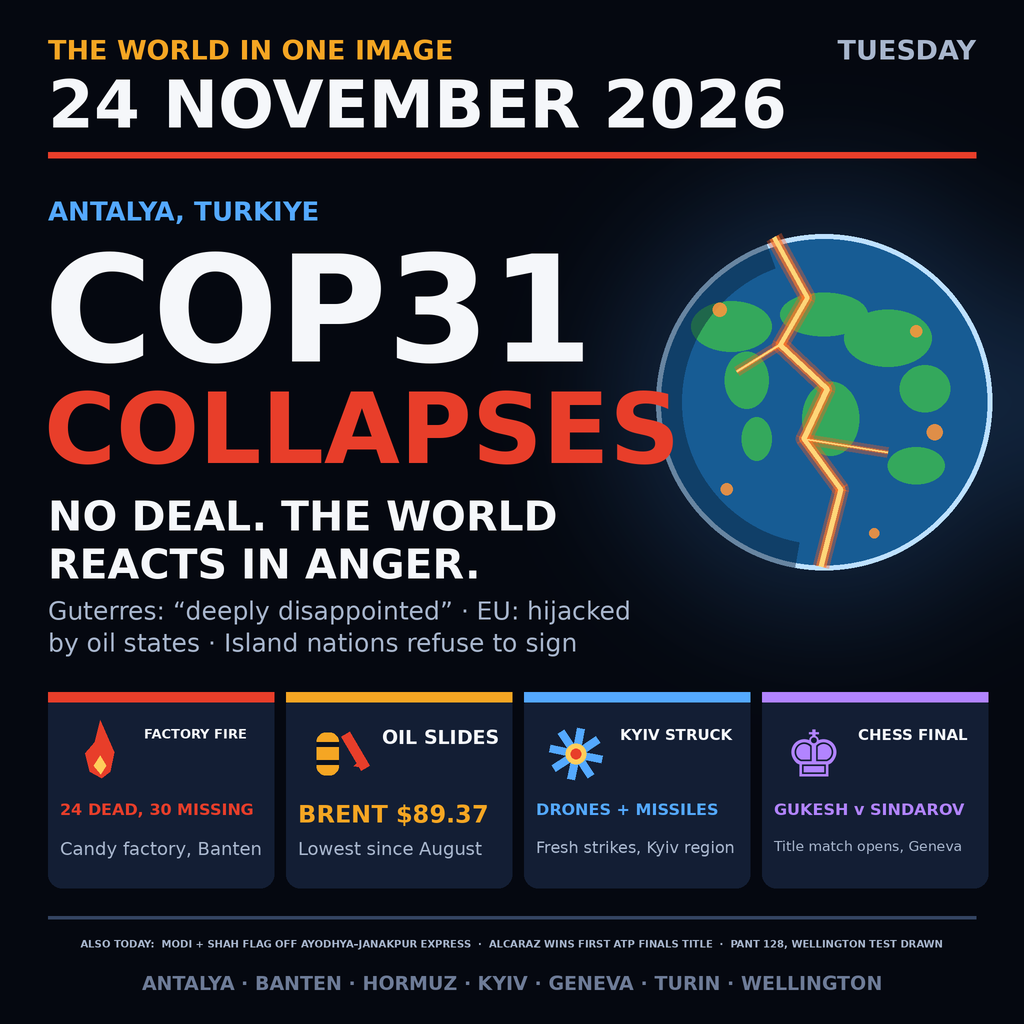 THE WORLD IN ONE IMAGE
TUESDAY
24 NOVEMBER 2026
ANTALYA, TURKIYE
COP31
COLLAPSES
NO DEAL. THE WORLD
REACTS IN ANGER.
Guterres: “deeply disappointed” · EU: hijacked
by oil states · Island nations refuse to sign
FACTORY FIRE
24 DEAD, 30 MISSING
Candy factory, Banten
OIL SLIDES
BRENT $89.37
Lowest since August
KYIV STRUCK
DRONES + MISSILES
Fresh strikes, Kyiv region
CHESS FINAL
GUKESH v SINDAROV
Title match opens, Geneva
ALSO TODAY: MODI + SHAH FLAG OFF AYODHYA–JANAKPUR EXPRESS · ALCARAZ WINS FIRST ATP FINALS TITLE · PANT 128, WELLINGTON TEST DRAWN
ANTALYA · BANTEN · HORMUZ · KYIV · GENEVA · TURIN · WELLINGTON